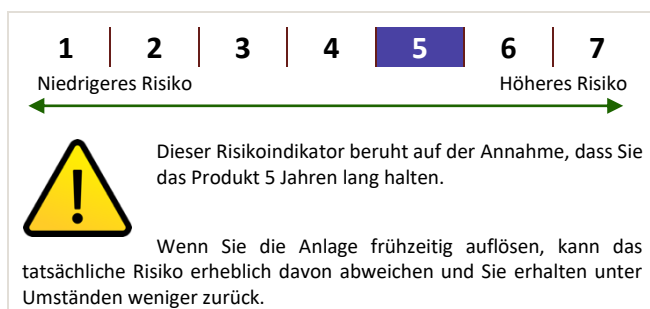 1 2 3 4 5 6 7
Niedrigeres Risiko Höheres Risiko
Dieser Risikoindikator beruht auf der Annahme, dass Sie
das Produkt 5 Jahren lang halten.
Wenn Sie die Anlage frühzeitig auflösen, kann das
tatsächliche Risiko erheblich davon abweichen und Sie erhalten unter
Umständen weniger zurück.